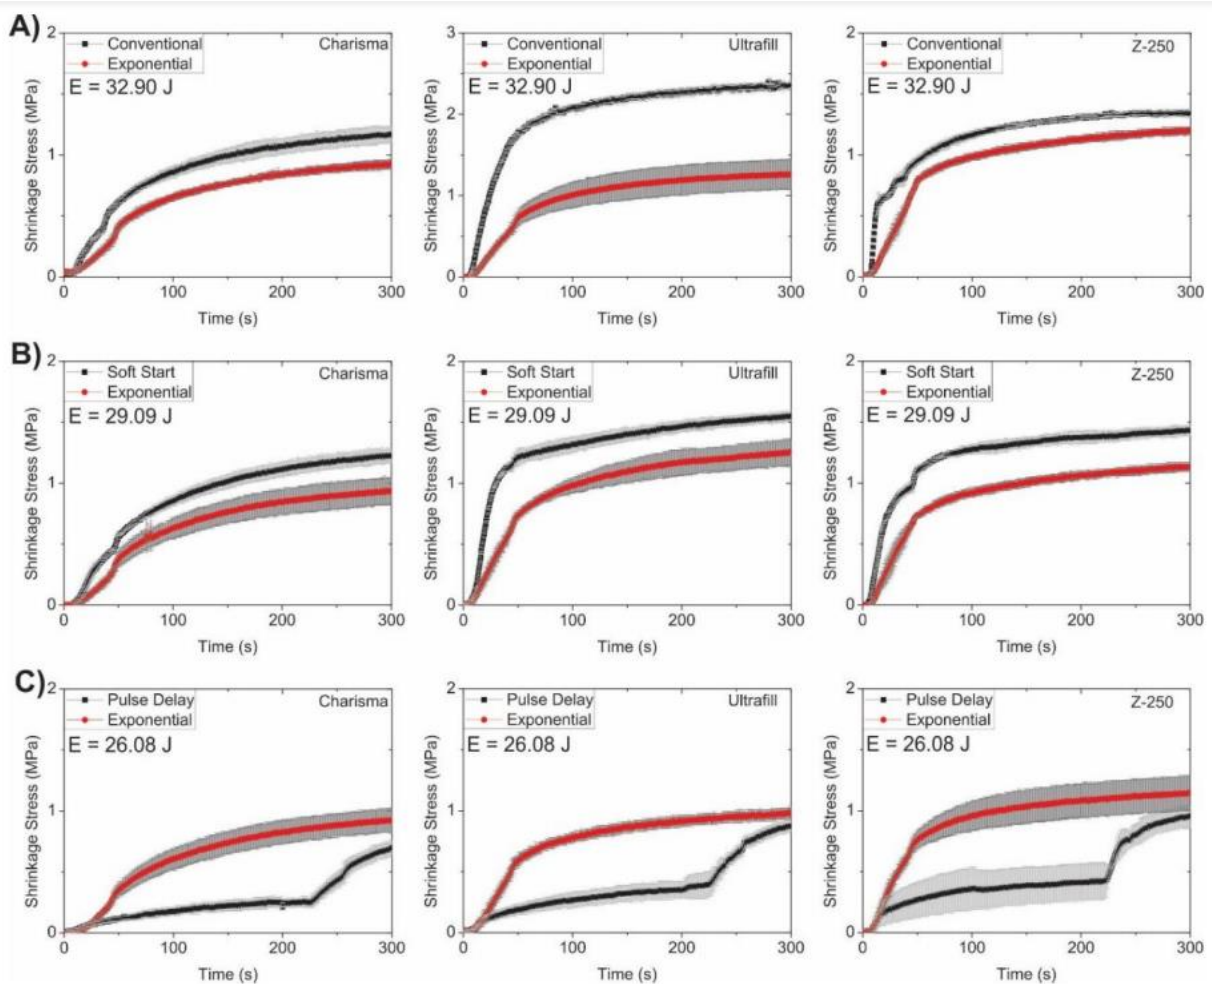 A)
Conventional
Exponential
Charisma
E = 32.90 J
Shrinkage Stress (MPa)
2
1
0
0 100 200 300
Time (s)
Conventional
Exponential
Ultrafill
E = 32.90 J
Shrinkage Stress (MPa)
3
2
1
0
0 100 200 300
Time (s)
Conventional
Exponential
Z-250
E = 32.90 J
Shrinkage Stress (MPa)
2
1
0
0 100 200 300
Time (s)
B)
Soft Start
Exponential
Charisma
E = 29.09 J
Shrinkage Stress (MPa)
2
1
0
0 100 200 300
Time (s)
Soft Start
Exponential
Ultrafill
E = 29.09 J
Shrinkage Stress (MPa)
2
1
0
0 100 200 300
Time (s)
Soft Start
Exponential
Z-250
E = 29.09 J
Shrinkage Stress (MPa)
2
1
0
0 100 200 300
Time (s)
C)
Pulse Delay
Exponential
Charisma
E = 26.08 J
Shrinkage Stress (MPa)
2
1
0
0 100 200 300
Time (s)
Pulse Delay
Exponential
Ultrafill
E = 26.08 J
Shrinkage Stress (MPa)
2
1
0
0 100 200 300
Time (s)
Pulse Delay
Exponential
Z-250
E = 26.08 J
Shrinkage Stress (MPa)
2
1
0
0 100 200 300
Time (s)